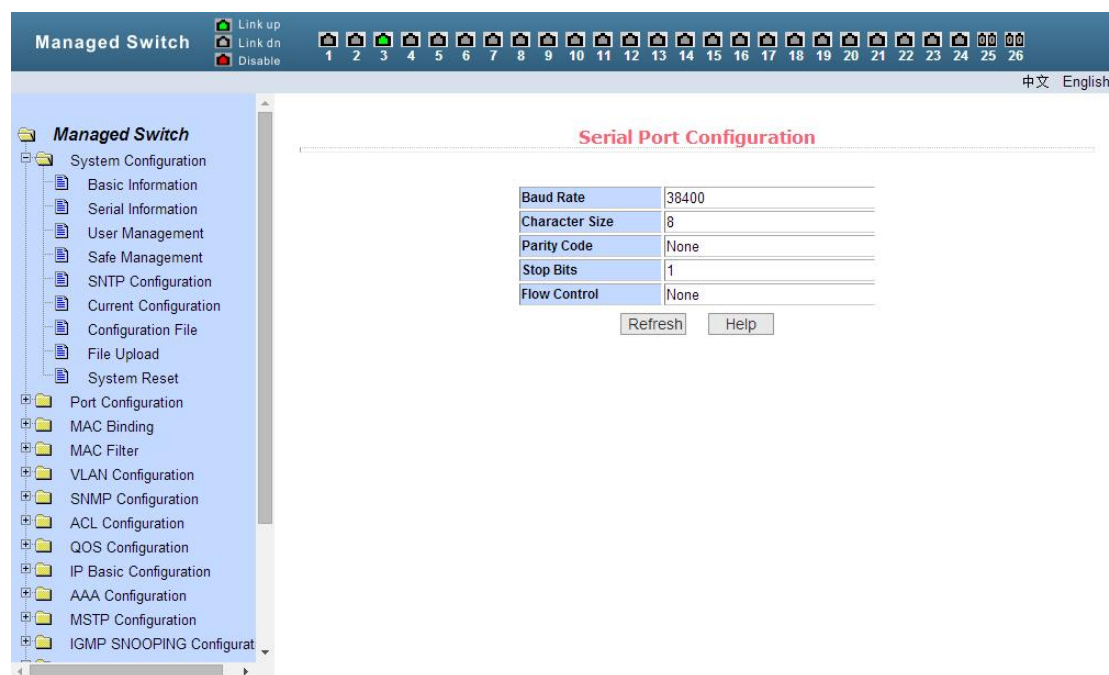 Managed Switch
Link up
Link dn
Disable
1 2 3 4 5 6 7 8 9 10 11 12 13 14 15 16 17 18 19 20 21 22 23 24 25 26
中文 English
Managed Switch
System Configuration
Basic Information
Serial Information
User Management
Safe Management
SNTP Configuration
Current Configuration
Configuration File
File Upload
System Reset
Port Configuration
MAC Binding
MAC Filter
VLAN Configuration
SNMP Configuration
ACL Configuration
QOS Configuration
IP Basic Configuration
AAA Configuration
MSTP Configuration
IGMP SNOOPING Configurat
Serial Port Configuration
Baud Rate 38400
Character Size 8
Parity Code None
Stop Bits 1
Flow Control None
Refresh Help